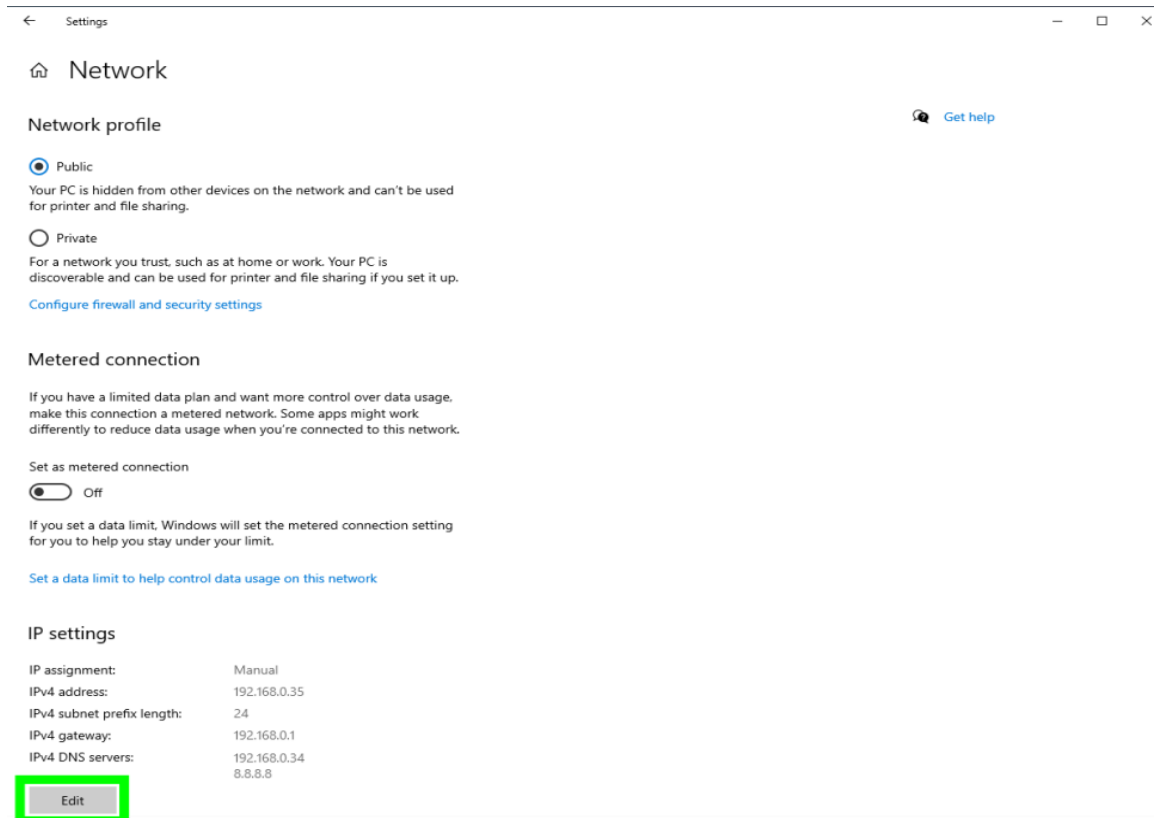 Settings
Network
Network profile
Get help
Public
Your PC is hidden from other devices on the network and can't be used
for printer and file sharing.
Private
For a network you trust, such as at home or work. Your PC is
discoverable and can be used for printer and file sharing if you set it up.
Configure firewall and security settings
Metered connection
If you have a limited data plan and want more control over data usage,
make this connection a metered network. Some apps might work
differently to reduce data usage when you're connected to this network.
Set as metered connection
Off
If you set a data limit, Windows will set the metered connection setting
for you to help you stay under your limit.
Set a data limit to help control data usage on this network
IP settings
IP assignment: Manual
IPv4 address: 192.168.0.35
IPv4 subnet prefix length: 24
IPv4 gateway: 192.168.0.1
IPv4 DNS servers: 192.168.0.34
8.8.8.8
Edit